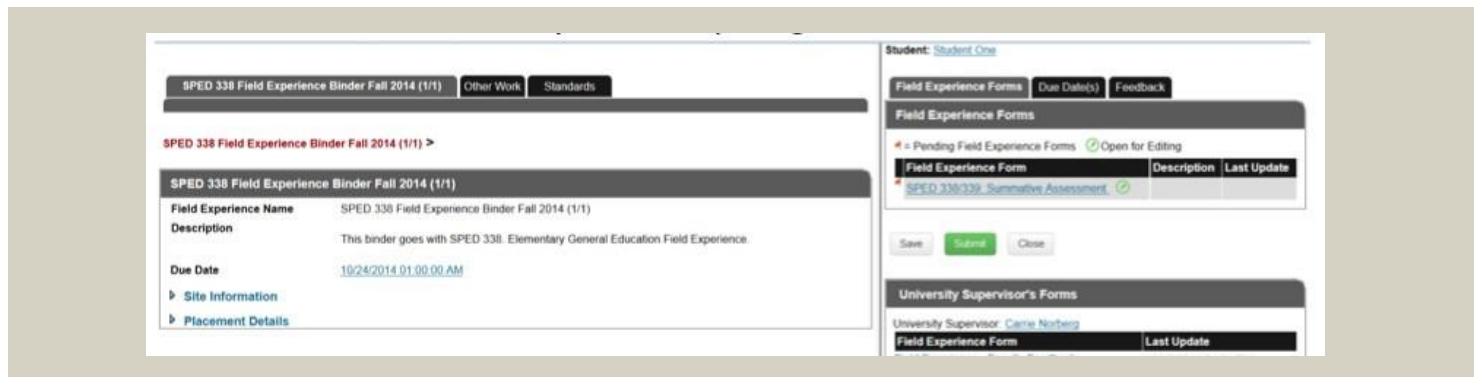 Student: Student One
SPED 338 Field Experience Binder Fall 2014 (1/1) Other Work Standards
Field Experience Forms Due Date(s) Feedback
Field Experience Forms
SPED 338 Field Experience Binder Fall 2014 (1/1) >
* = Pending Field Experience Forms Open for Editing
Field Experience Form Description Last Update
* SPED 338/339: Summative Assessment
SPED 338 Field Experience Binder Fall 2014 (1/1)
Field Experience Name SPED 338 Field Experience Binder Fall 2014 (1/1)
Description
This binder goes with SPED 338. Elementary General Education Field Experience.
Due Date 10/24/2014 01:00:00 AM
Site Information
Placement Details
Save Submit Close
University Supervisor's Forms
University Supervisor: Carrie Norberg
Field Experience Form Last Update